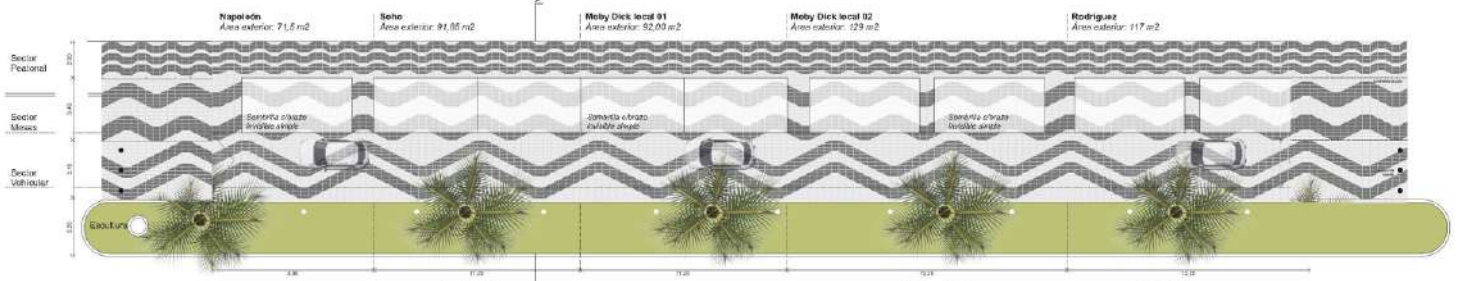 Napoleón
Área exterior: 71,5 m2
Soho
Área exterior: 91,85 m2
Moby Dick local 01
Área exterior: 92,00 m2
Moby Dick local 02
Área exterior: 129 m2
Rodriguez
Área exterior: 117 m2
Sector
Peatonal
Sector
Mesas
Sector
Vehicular
Sombrilla c/brazo
invisible simple
Sombrilla c/brazo
invisible simple
Sombrilla c/brazo
invisible simple
Escultura